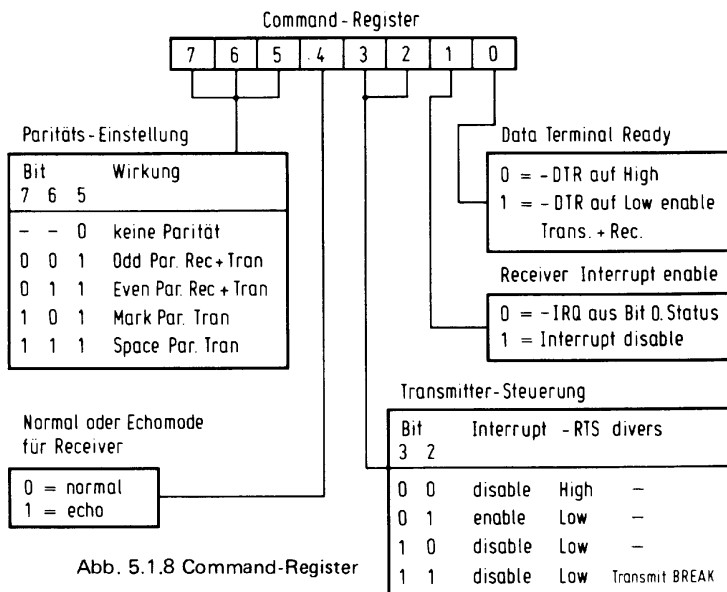 Command-Register
7 6 5 .4 3 2 1 0
Paritäts-Einstellung
Bit Wirkung
7 6 5
- - 0 keine Parität
0 0 1 Odd Par. Rec+Tran
0 1 1 Even Par. Rec+Tran
1 0 1 Mark Par. Tran
1 1 1 Space Par. Tran
Normal oder Echomode
für Receiver
0 = normal
1 = echo
Data Terminal Ready
0 = -DTR auf High
1 = -DTR auf Low enable
Trans. + Rec.
Receiver Interrupt enable
0 = -IRQ aus Bit 0. Status
1 = Interrupt disable
Transmitter-Steuerung
Bit Interrupt -RTS divers
3 2
0 0 disable High -
0 1 enable Low -
1 0 disable Low -
1 1 disable Low Transmit BREAK
Abb. 5.1.8 Command-Register